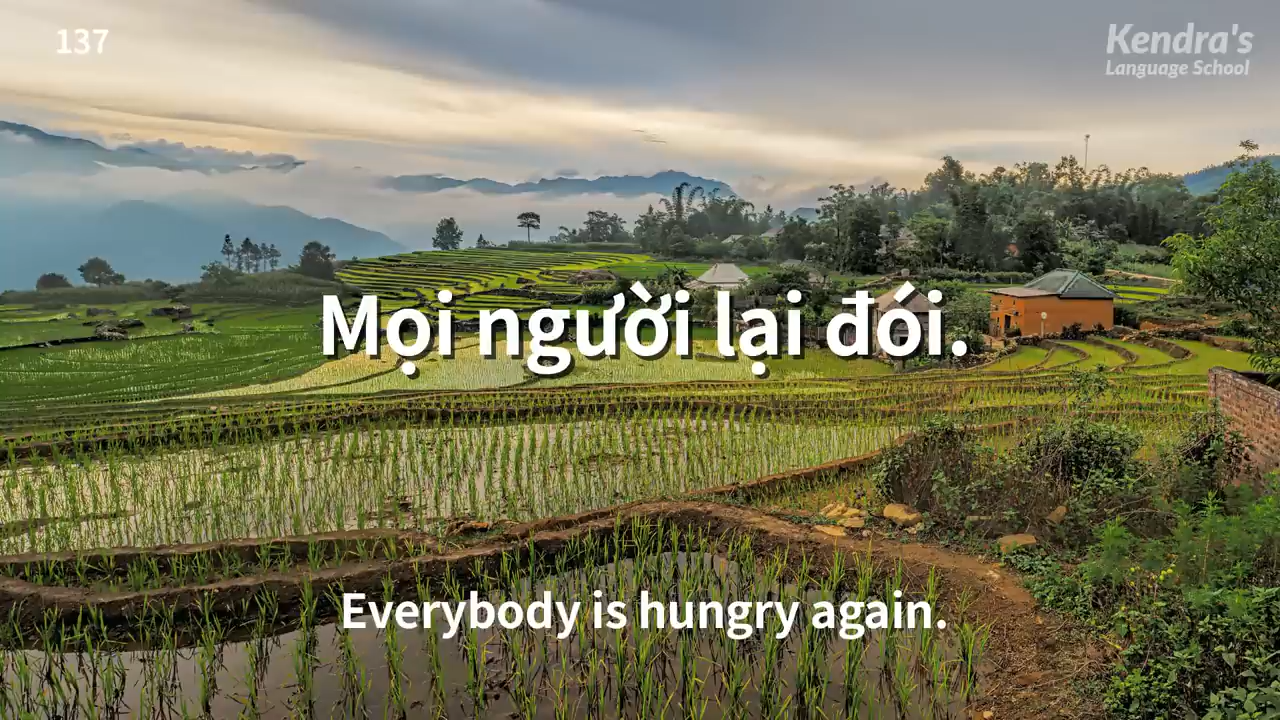 137
Kendra's
Language School
Mọi người lại đói.
Everybody is hungry again.